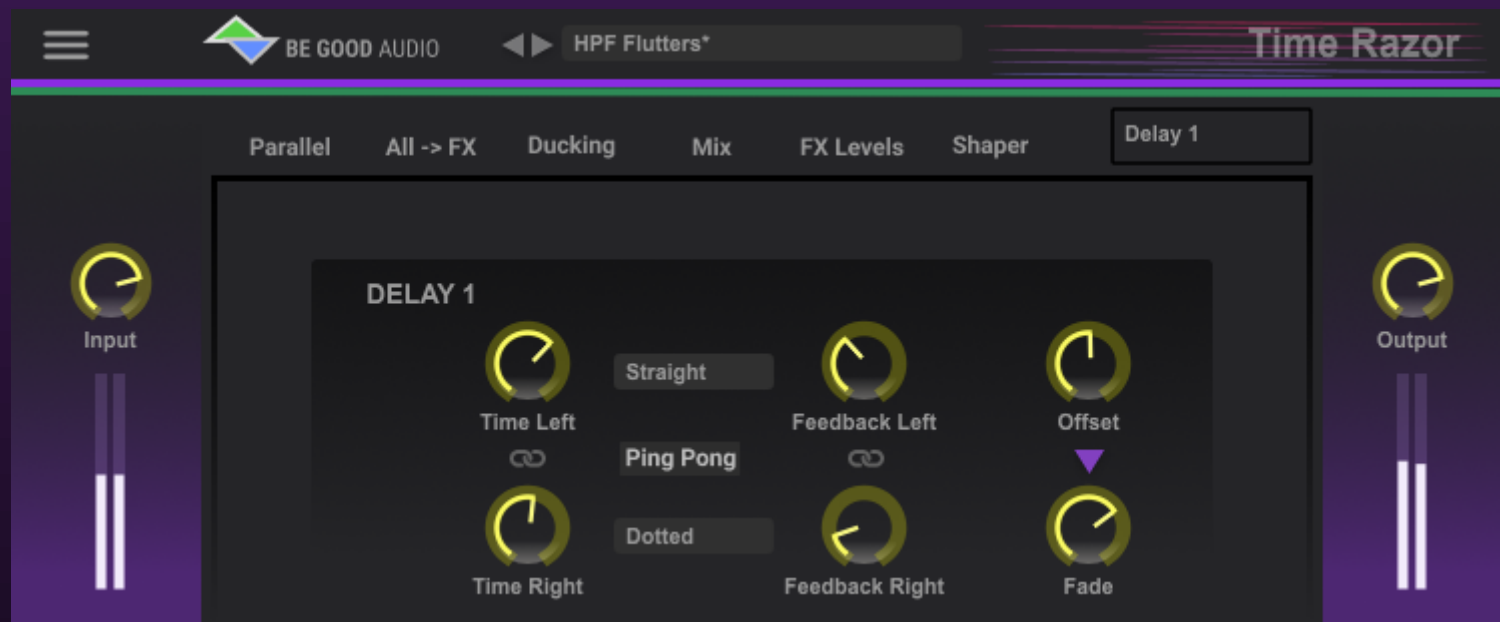 BE GOOD AUDIO
HPF Flutters*
Time Razor
Parallel
All -> FX
Ducking
Mix
FX Levels
Shaper
Delay 1
DELAY 1
Input
Output
Straight
Time Left
Feedback Left
Offset
Ping Pong
Dotted
Time Right
Feedback Right
Fade